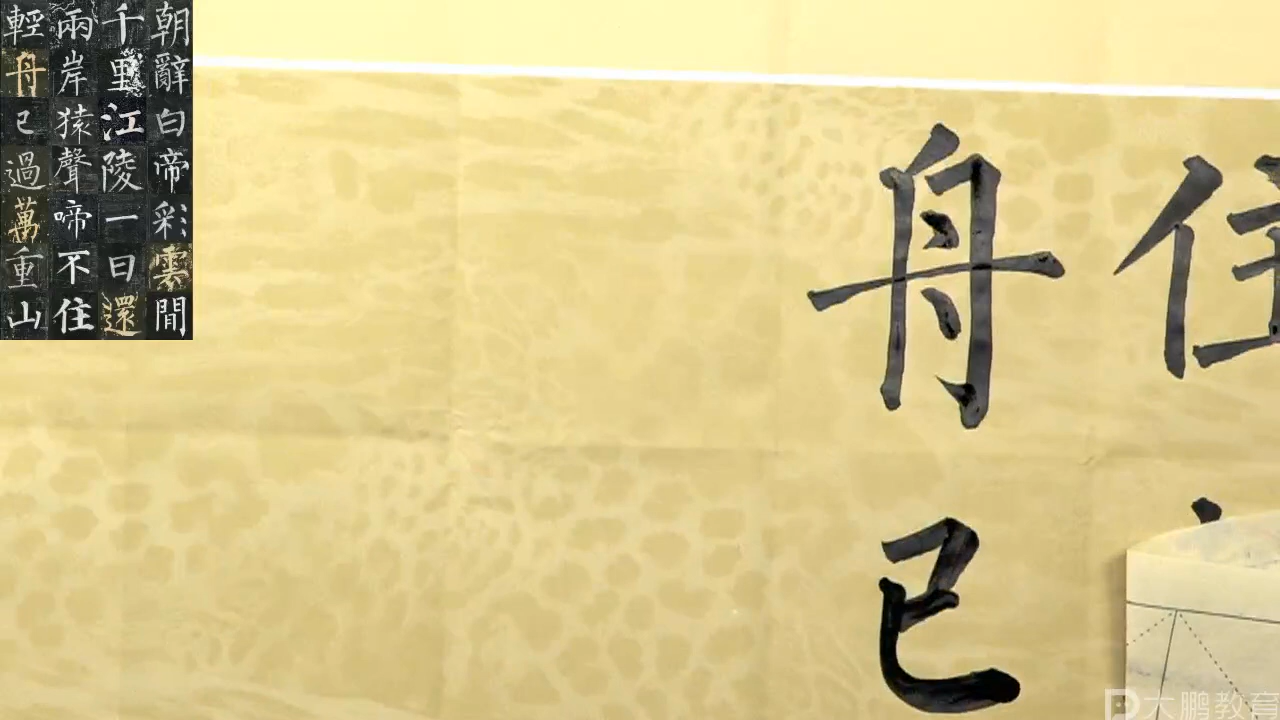 朝辭白帝彩雲間
千里江陵一日還
兩岸猿聲啼不住
輕舟已過萬重山
住
舟已
大鹏教育